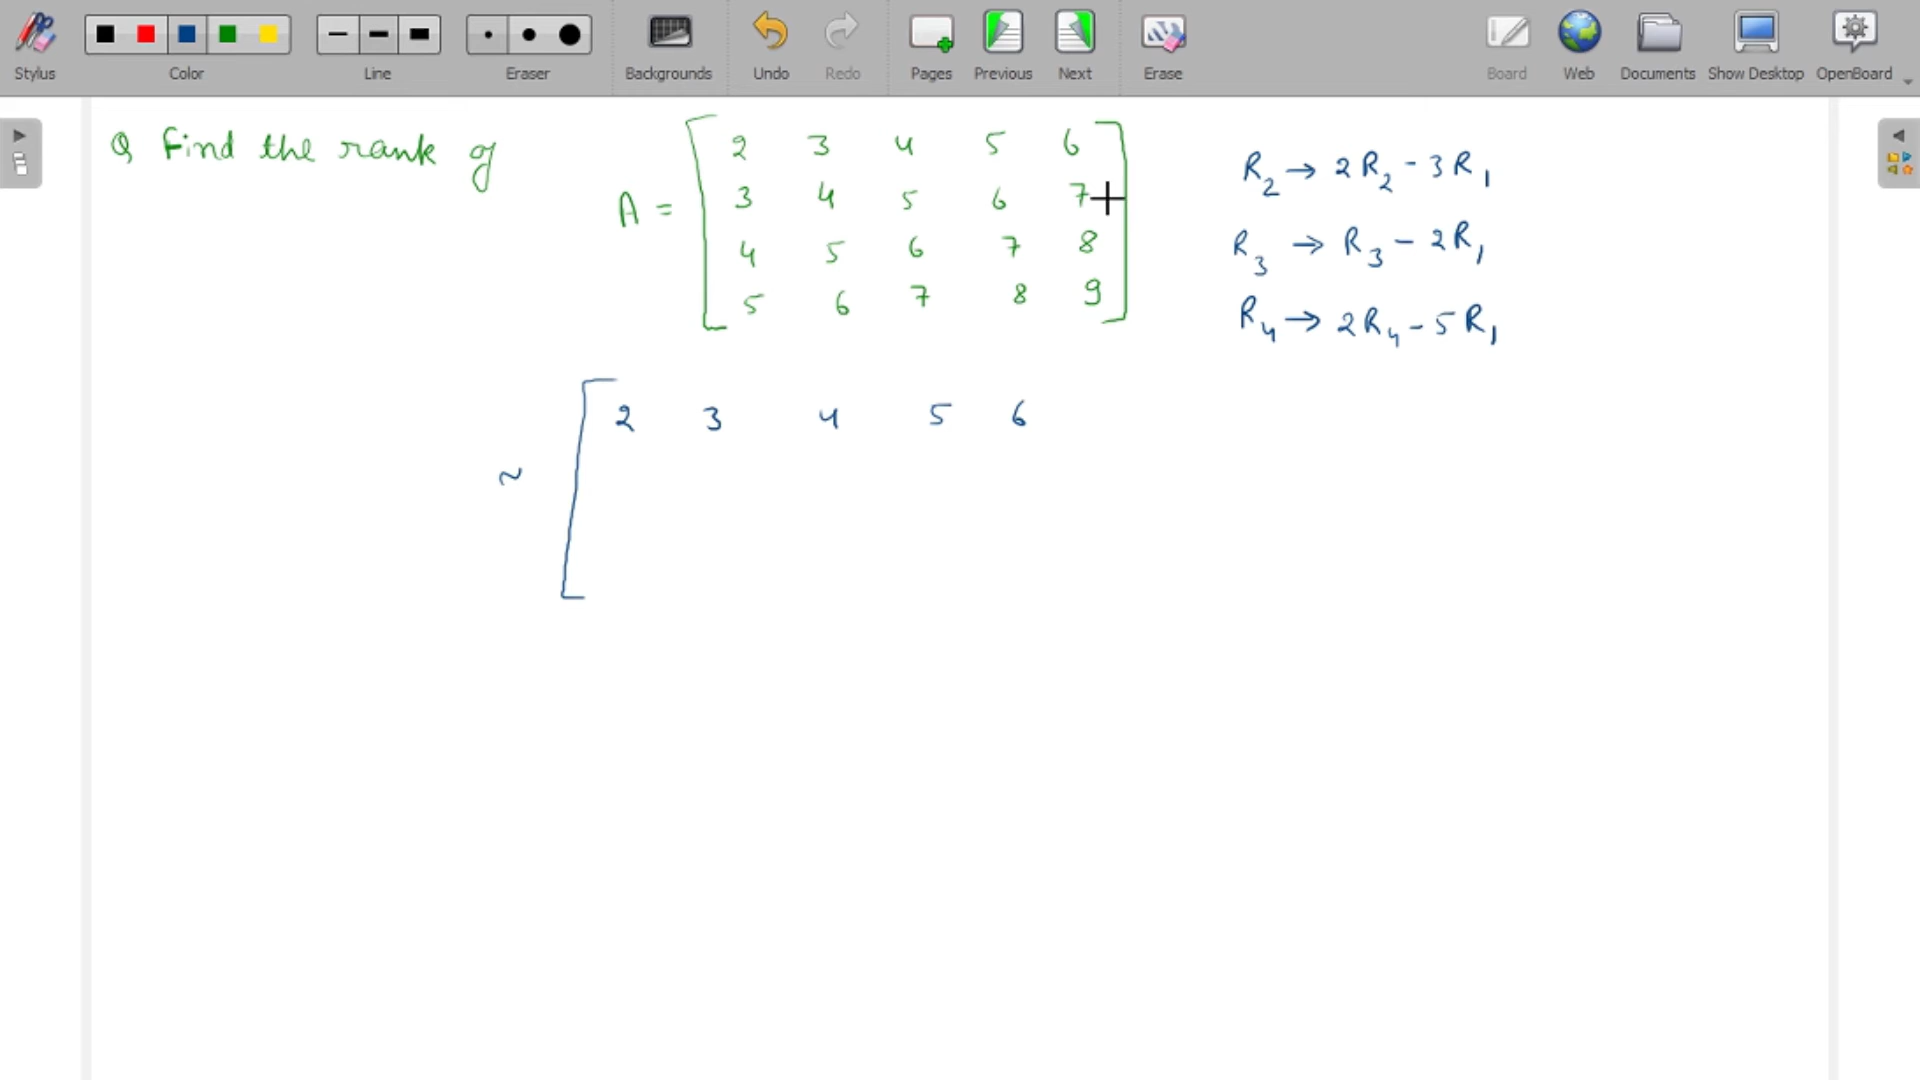 Stylus Color Line Eraser Backgrounds Undo Redo Pages Previous Next Erase Board Web Documents Show Desktop OpenBoard
Q Find the rank of
A = [ 2 3 4 5 6
3 4 5 6 7
4 5 6 7 8
5 6 7 8 9 ]
R2 → 2R2 - 3R1
R3 → R3 - 2R1
R4 → 2R4 - 5R1
~ [ 2 3 4 5 6